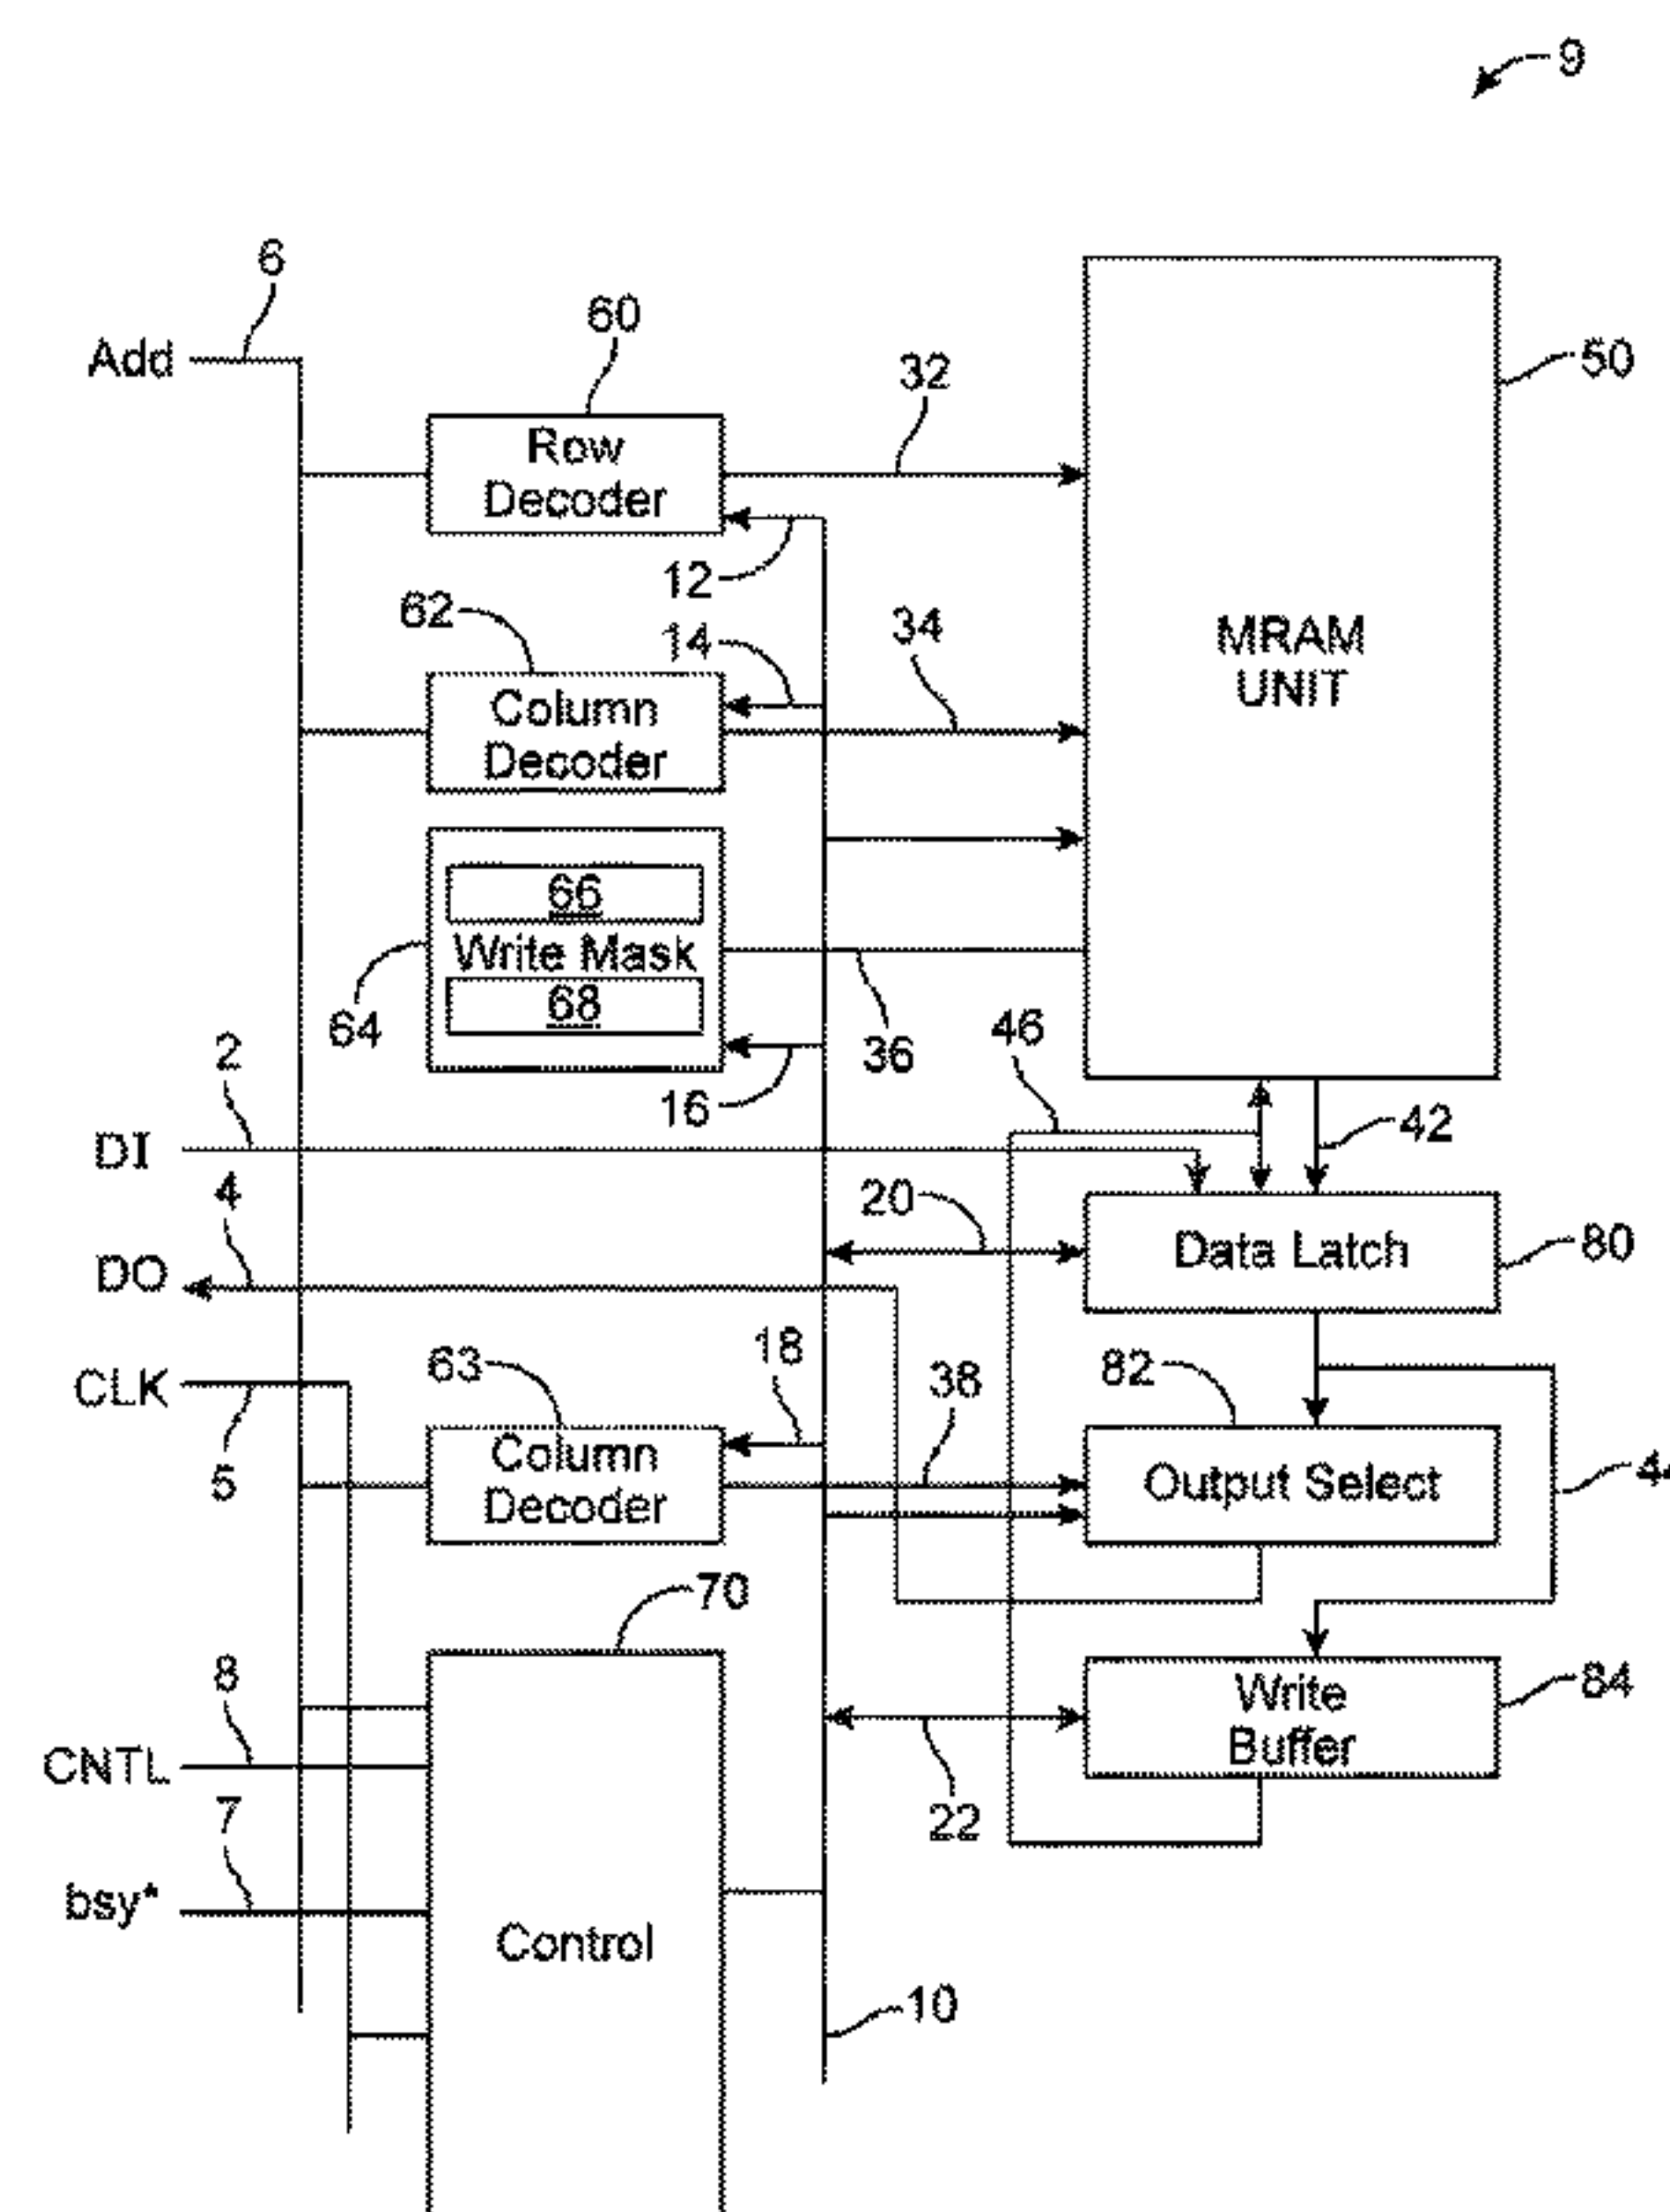 9
6
Add
60
Row
Decoder
32
50
12
62
14
34
Column
Decoder
MRAM
UNIT
66
Write Mask
68
64
36
46
16
2
DI
42
4
20
Data Latch
80
DO
63
18
38
82
CLK
5
Column
Decoder
Output Select
70
8
CNTL
Write
Buffer
84
7
22
bsy*
Control
10